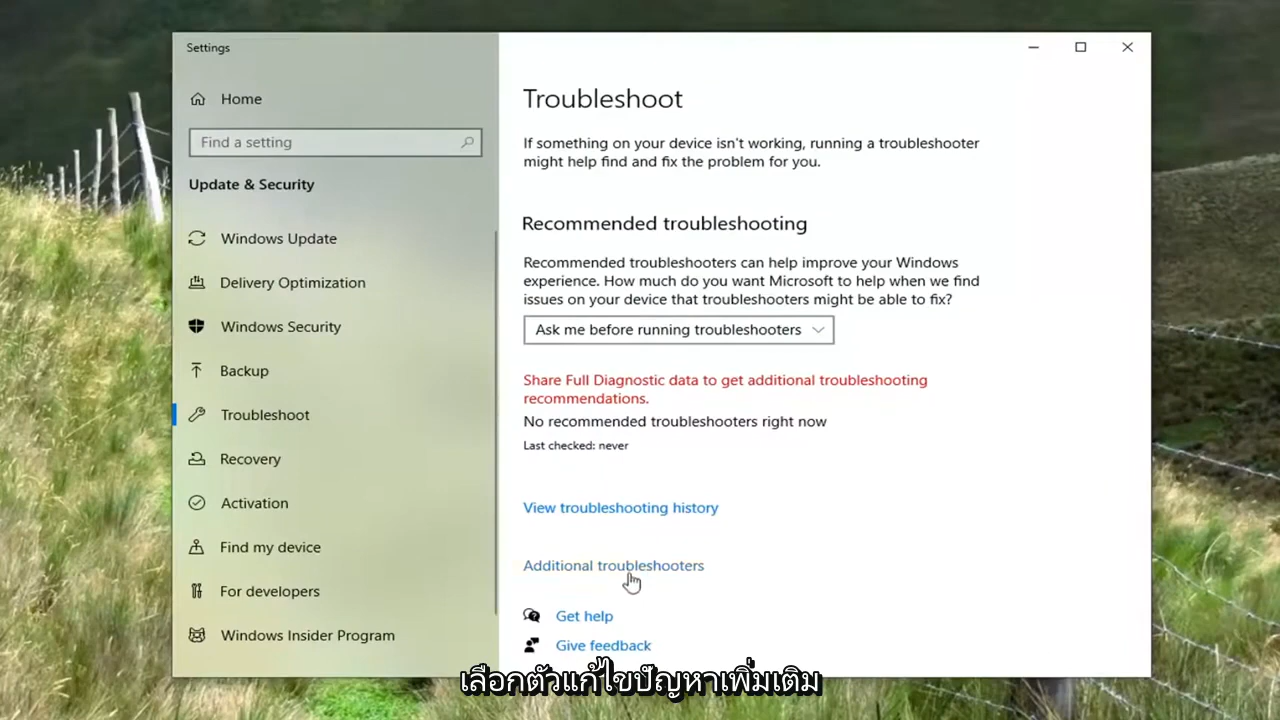 Settings
Home
Find a setting
Update & Security
Windows Update
Delivery Optimization
Windows Security
Backup
Troubleshoot
Recovery
Activation
Find my device
For developers
Windows Insider Program
Troubleshoot
If something on your device isn't working, running a troubleshooter
might help find and fix the problem for you.
Recommended troubleshooting
Recommended troubleshooters can help improve your Windows
experience. How much do you want Microsoft to help when we find
issues on your device that troubleshooters might be able to fix?
Ask me before running troubleshooters
Share Full Diagnostic data to get additional troubleshooting
recommendations.
No recommended troubleshooters right now
Last checked: never
View troubleshooting history
Additional troubleshooters
Get help
Give feedback
เลือกตัวแก้ไขปัญหาเพิ่มเติม